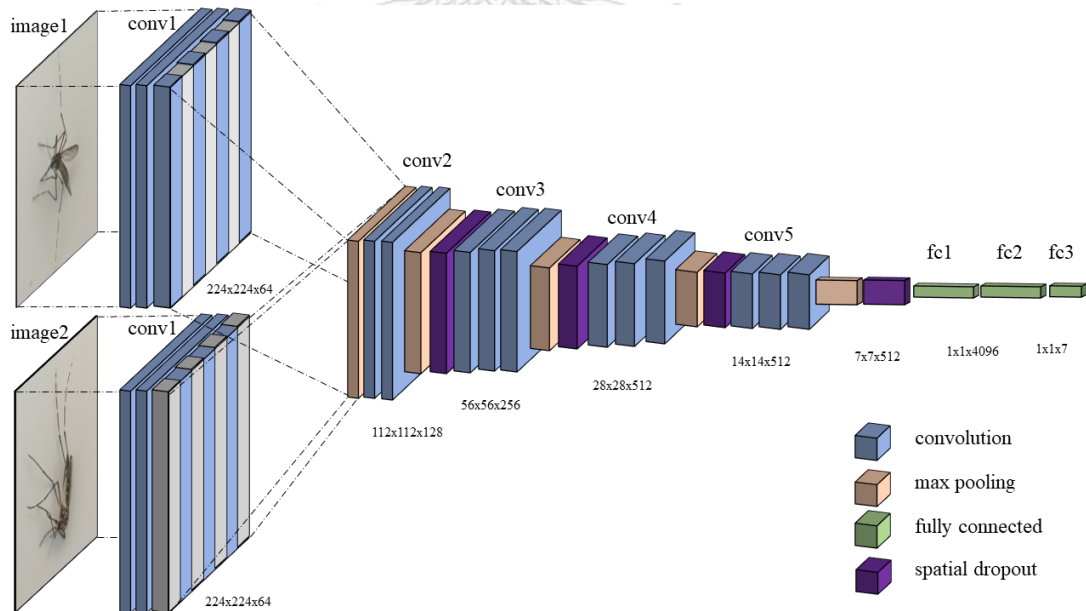 image1
conv1
224x224x64
image2
conv1
224x224x64
conv2
112x112x128
conv3
56x56x256
conv4
28x28x512
conv5
14x14x512
7x7x512
fc1
fc2
fc3
1x1x4096
1x1x7
convolution
max pooling
fully connected
spatial dropout